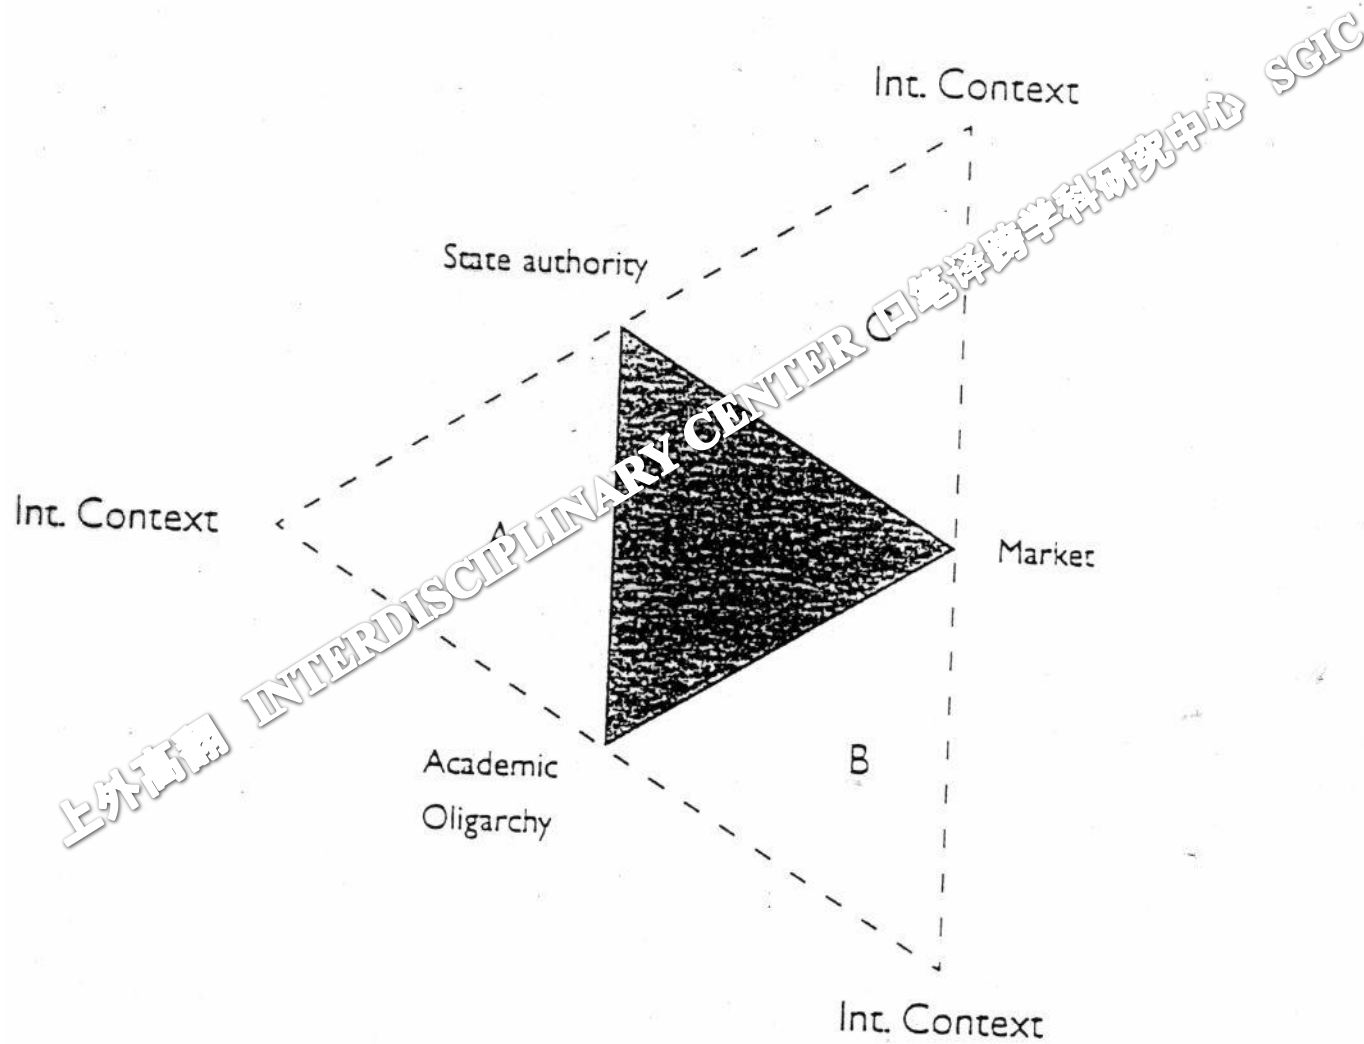 Int. Context
State authority
C
Int. Context
A
Market
Academic
Oligarchy
B
Int. Context
上外高翻 INTERDISCIPLINARY CENTER 口笔译跨学科研究中心 SGIC